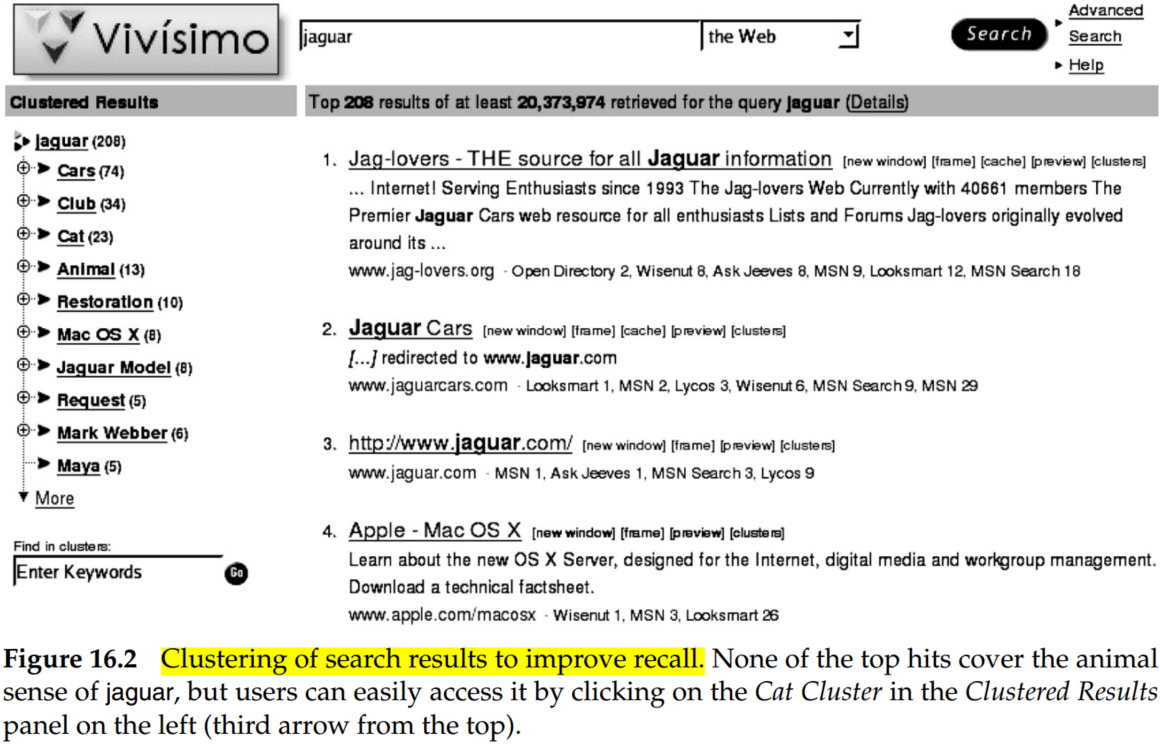 Vivísimo
jaguar
the Web
Search
Advanced
Search
Help
Clustered Results
Top 208 results of at least 20,373,974 retrieved for the query jaguar (Details)
jaguar (208)
Cars (74)
Club (34)
Cat (23)
Animal (13)
Restoration (10)
Mac OS X (8)
Jaguar Model (8)
Request (5)
Mark Webber (6)
Maya (5)
More
Find in clusters:
Enter Keywords
Go
1. Jag-lovers - THE source for all Jaguar information [new window] [frame] [cache] [preview] [clusters]
... Internet! Serving Enthusiasts since 1993 The Jag-lovers Web Currently with 40661 members The
Premier Jaguar Cars web resource for all enthusiasts Lists and Forums Jag-lovers originally evolved
around its ...
www.jag-lovers.org - Open Directory 2, Wisenut 8, Ask Jeeves 8, MSN 9, Looksmart 12, MSN Search 18
2. Jaguar Cars [new window] [frame] [cache] [preview] [clusters]
[...] redirected to www.jaguar.com
www.jaguarcars.com - Looksmart 1, MSN 2, Lycos 3, Wisenut 6, MSN Search 9, MSN 29
3. http://www.jaguar.com/ [new window] [frame] [preview] [clusters]
www.jaguar.com - MSN 1, Ask Jeeves 1, MSN Search 3, Lycos 9
4. Apple - Mac OS X [new window] [frame] [preview] [clusters]
Learn about the new OS X Server, designed for the Internet, digital media and workgroup management.
Download a technical factsheet.
www.apple.com/macosx - Wisenut 1, MSN 3, Looksmart 26
Figure 16.2 Clustering of search results to improve recall. None of the top hits cover the animal
sense of jaguar, but users can easily access it by clicking on the Cat Cluster in the Clustered Results
panel on the left (third arrow from the top).